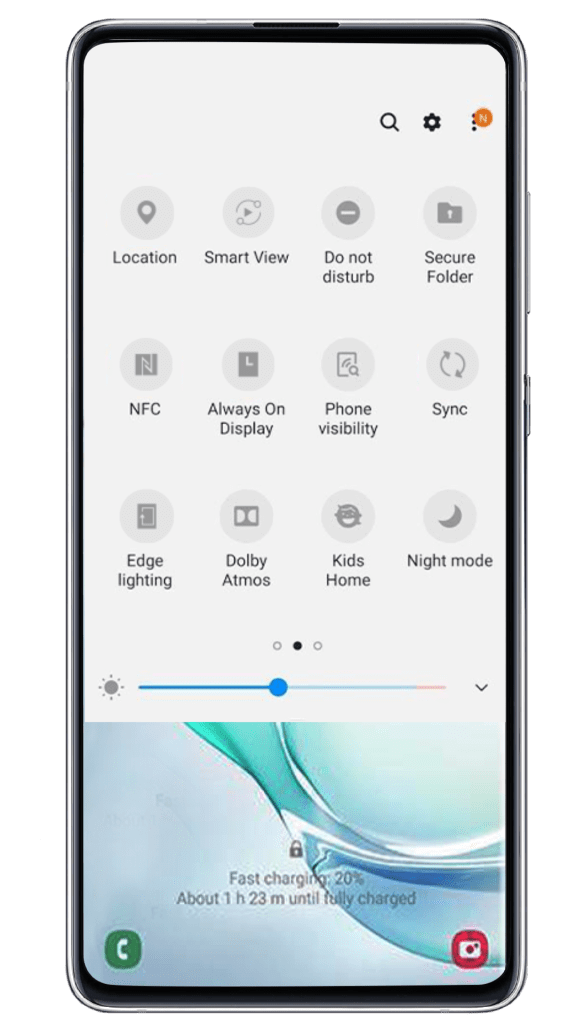 N
Location
Smart View
Do not
disturb
Secure
Folder
NFC
Always On
Display
Phone
visibility
Sync
Edge
lighting
Dolby
Atmos
Kids
Home
Night mode
Fast charging: 20%
About 1 h 23 m until fully charged